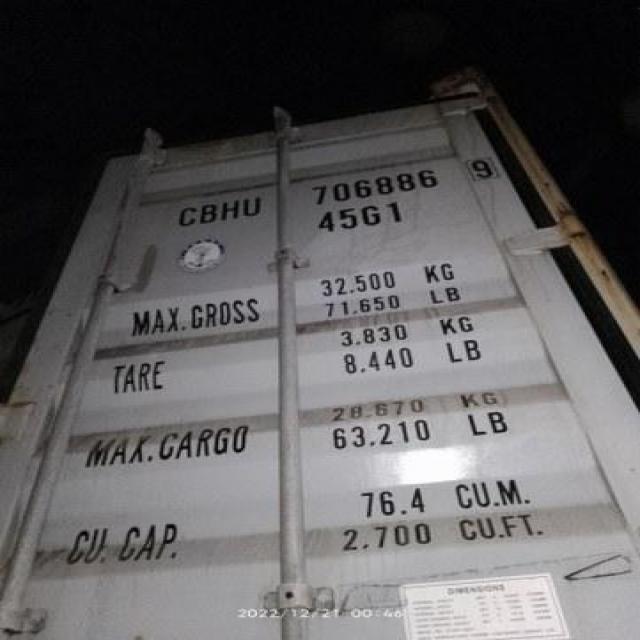 CBHU 706886 9
45G1
MAX. GROSS 32.500 KG
71.650 LB
TARE 3.830 KG
8.440 LB
MAX. CARGO 28.670 KG
63.210 LB
CU. CAP. 76.4 CU.M.
2.700 CU.FT.
DIMENSIONS
2022/12/21 00:46